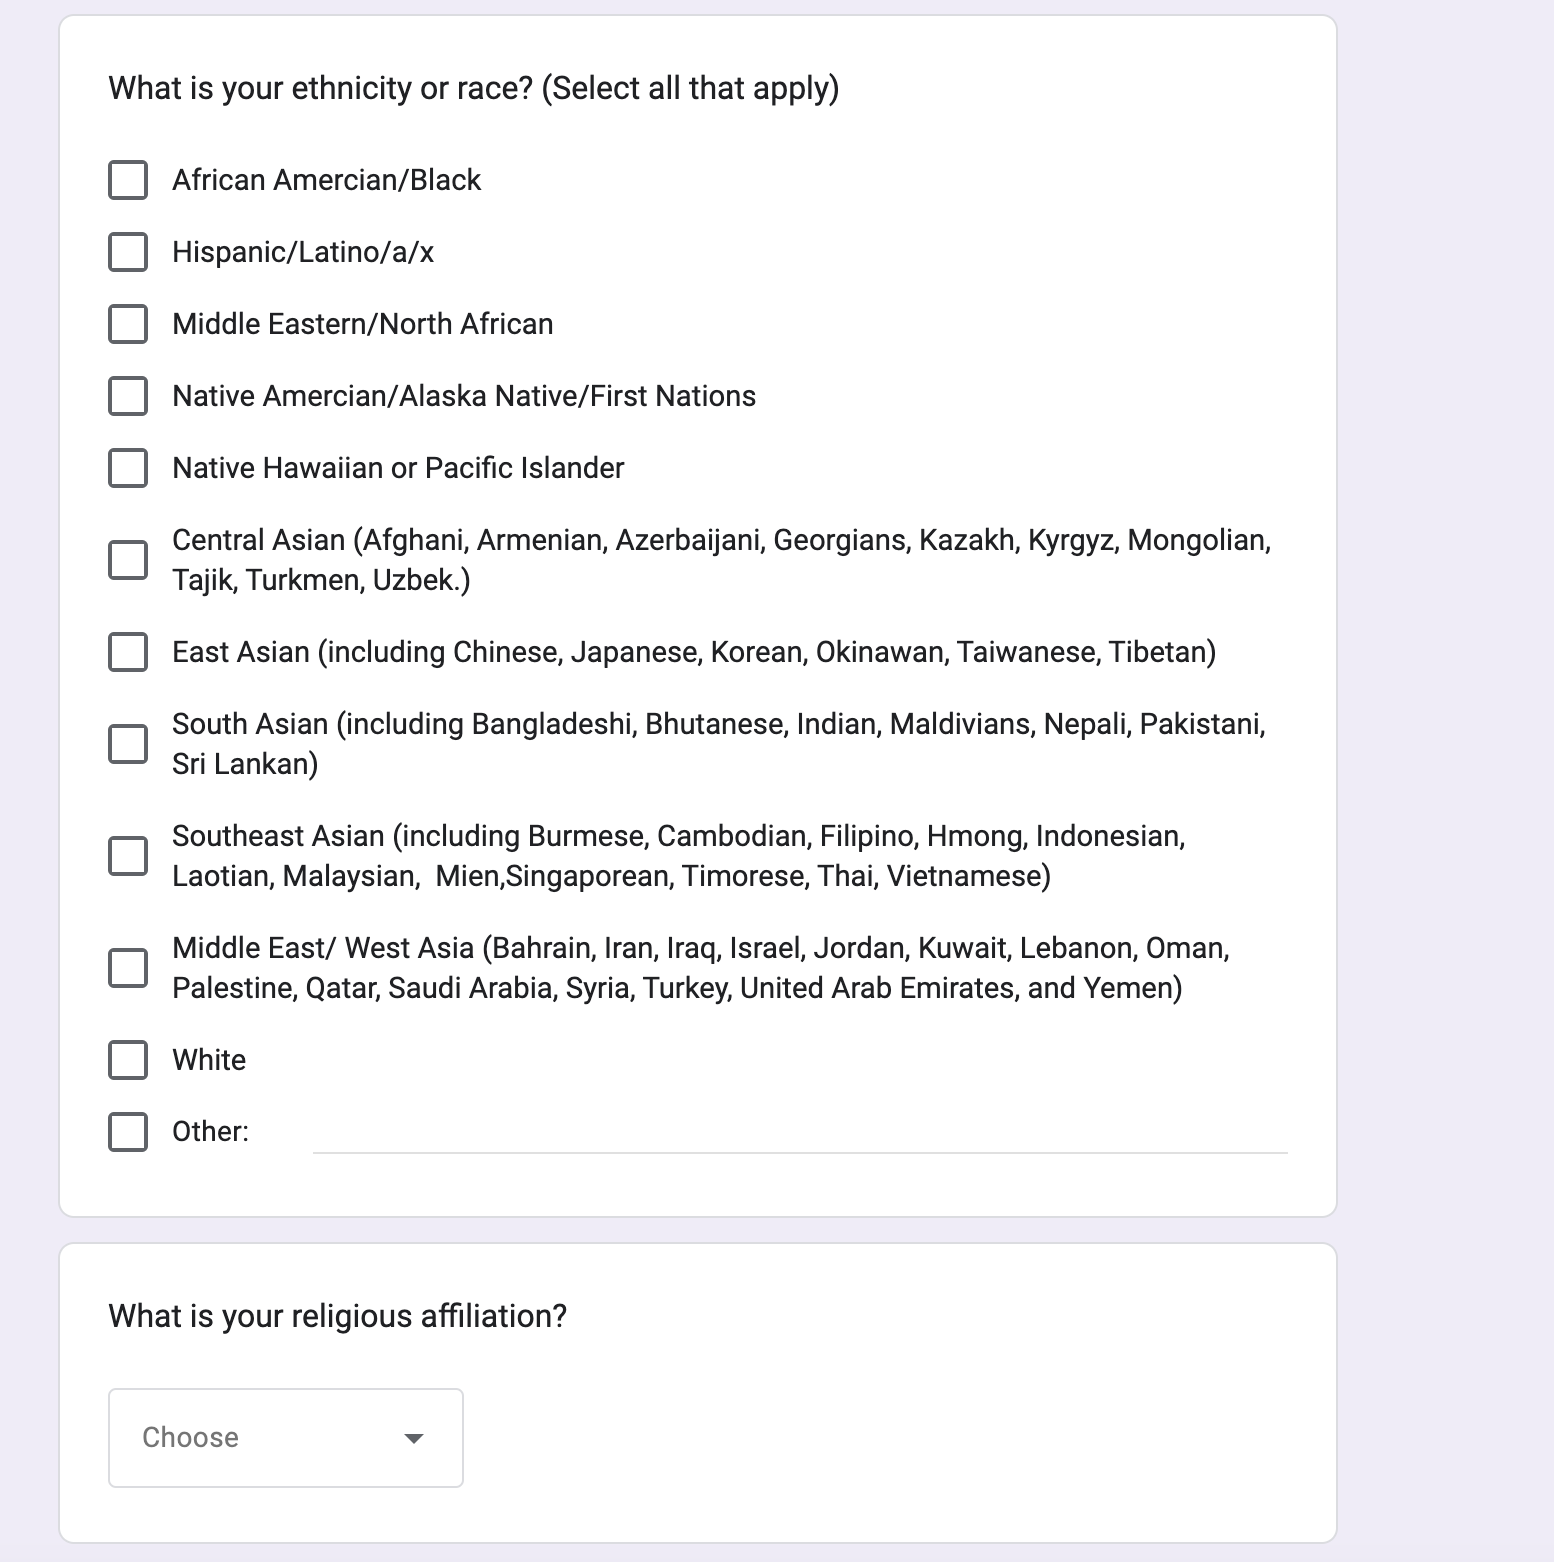 What is your ethnicity or race? (Select all that apply)
African Amercian/Black
Hispanic/Latino/a/x
Middle Eastern/North African
Native Amercian/Alaska Native/First Nations
Native Hawaiian or Pacific Islander
Central Asian (Afghani, Armenian, Azerbaijani, Georgians, Kazakh, Kyrgyz, Mongolian,
Tajik, Turkmen, Uzbek.)
East Asian (including Chinese, Japanese, Korean, Okinawan, Taiwanese, Tibetan)
South Asian (including Bangladeshi, Bhutanese, Indian, Maldivians, Nepali, Pakistani,
Sri Lankan)
Southeast Asian (including Burmese, Cambodian, Filipino, Hmong, Indonesian,
Laotian, Malaysian,  Mien,Singaporean, Timorese, Thai, Vietnamese)
Middle East/ West Asia (Bahrain, Iran, Iraq, Israel, Jordan, Kuwait, Lebanon, Oman,
Palestine, Qatar, Saudi Arabia, Syria, Turkey, United Arab Emirates, and Yemen)
White
Other:
What is your religious affiliation?
Choose